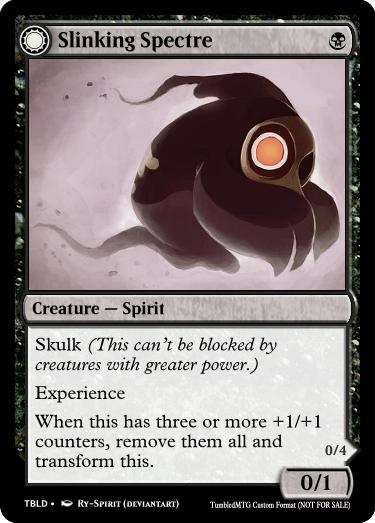 Slinking Spectre
Creature — Spirit
Skulk (This can't be blocked by
creatures with greater power.)
Experience
When this has three or more +1/+1
counters, remove them all and
transform this.
0/4
0/1
TBLD • Ry-Spirit (deviantart)
TumbledMTG Custom Format (NOT FOR SALE)